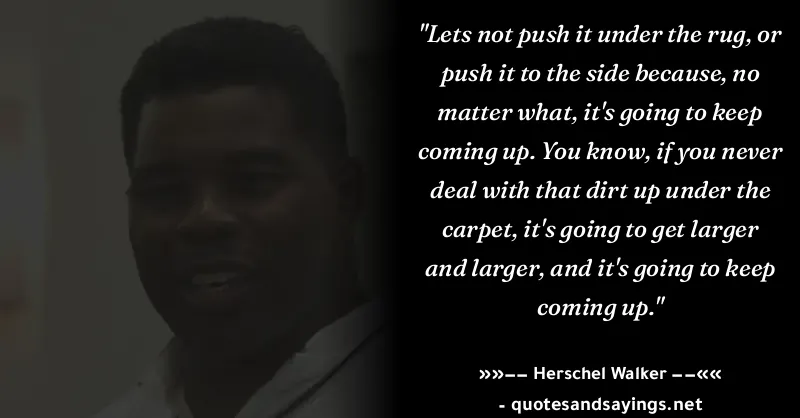 "Lets not push it under the rug, or
push it to the side because, no
matter what, it's going to keep
coming up. You know, if you never
deal with that dirt up under the
carpet, it's going to get larger
and larger, and it's going to keep
coming up."
»»−− Herschel Walker −−««
- quotesandsayings.net